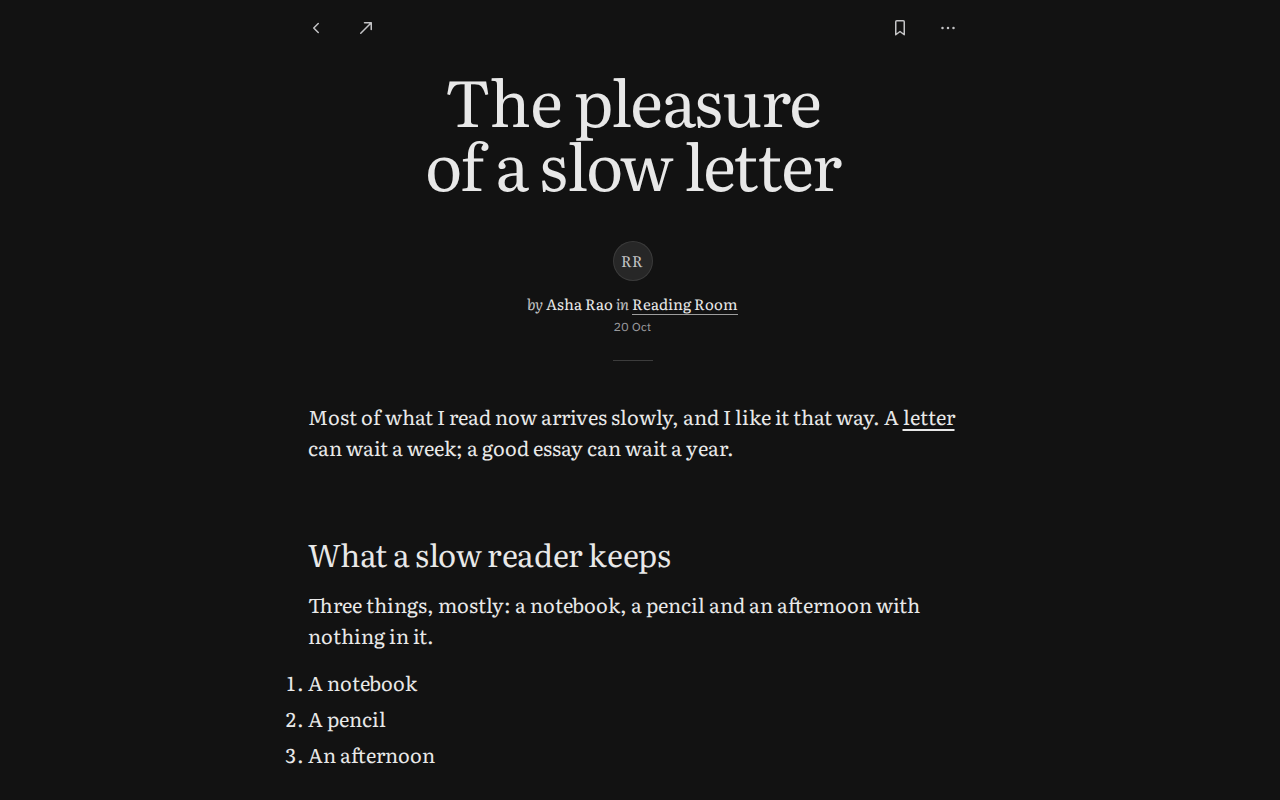 The pleasure
of a slow letter
RR
by Asha Rao in Reading Room
20 Oct
Most of what I read now arrives slowly, and I like it that way. A letter
can wait a week; a good essay can wait a year.
What a slow reader keeps
Three things, mostly: a notebook, a pencil and an afternoon with
nothing in it.
1. A notebook
2. A pencil
3. An afternoon